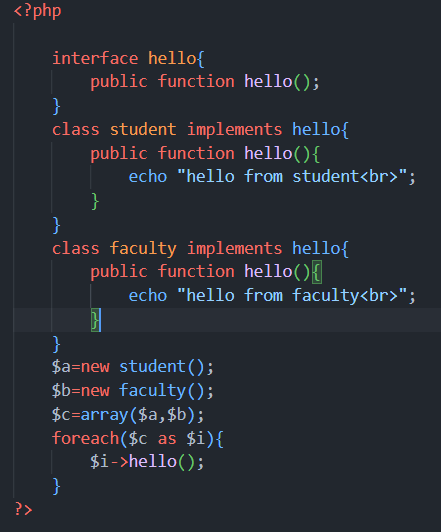 <?php
interface hello{
public function hello();
}
class student implements hello{
public function hello(){
echo "hello from student<br>";
}
}
class faculty implements hello{
public function hello(){
echo "hello from faculty<br>";
}
}
$a=new student();
$b=new faculty();
$c=array($a,$b);
foreach($c as $i){
$i->hello();
}
?>